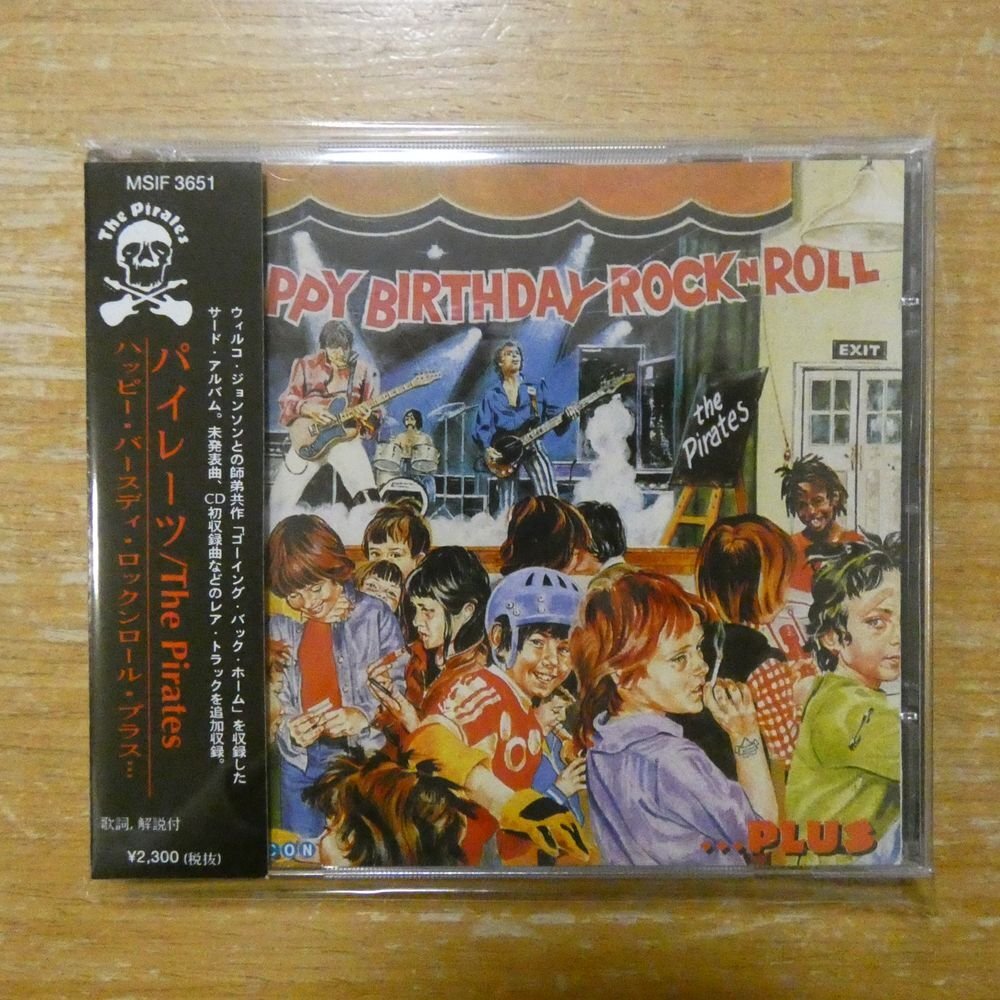 MSIF 3651
The Pirates
パイレーツ/The Pirates
ハッピー・バースディ・ロックンロール・プラス…
ウィルコ・ジョンソンとの師弟共作「ゴーイング・バック・ホーム」を収録した
サード・アルバム。未発表曲、CD初収録曲などのレア・トラックを追加収録。
歌詞, 解説付
¥2,300 (税抜)
PPY BIRTHDAY ROCK N ROLL
EXIT
the
Pirates
CON
...PLUS